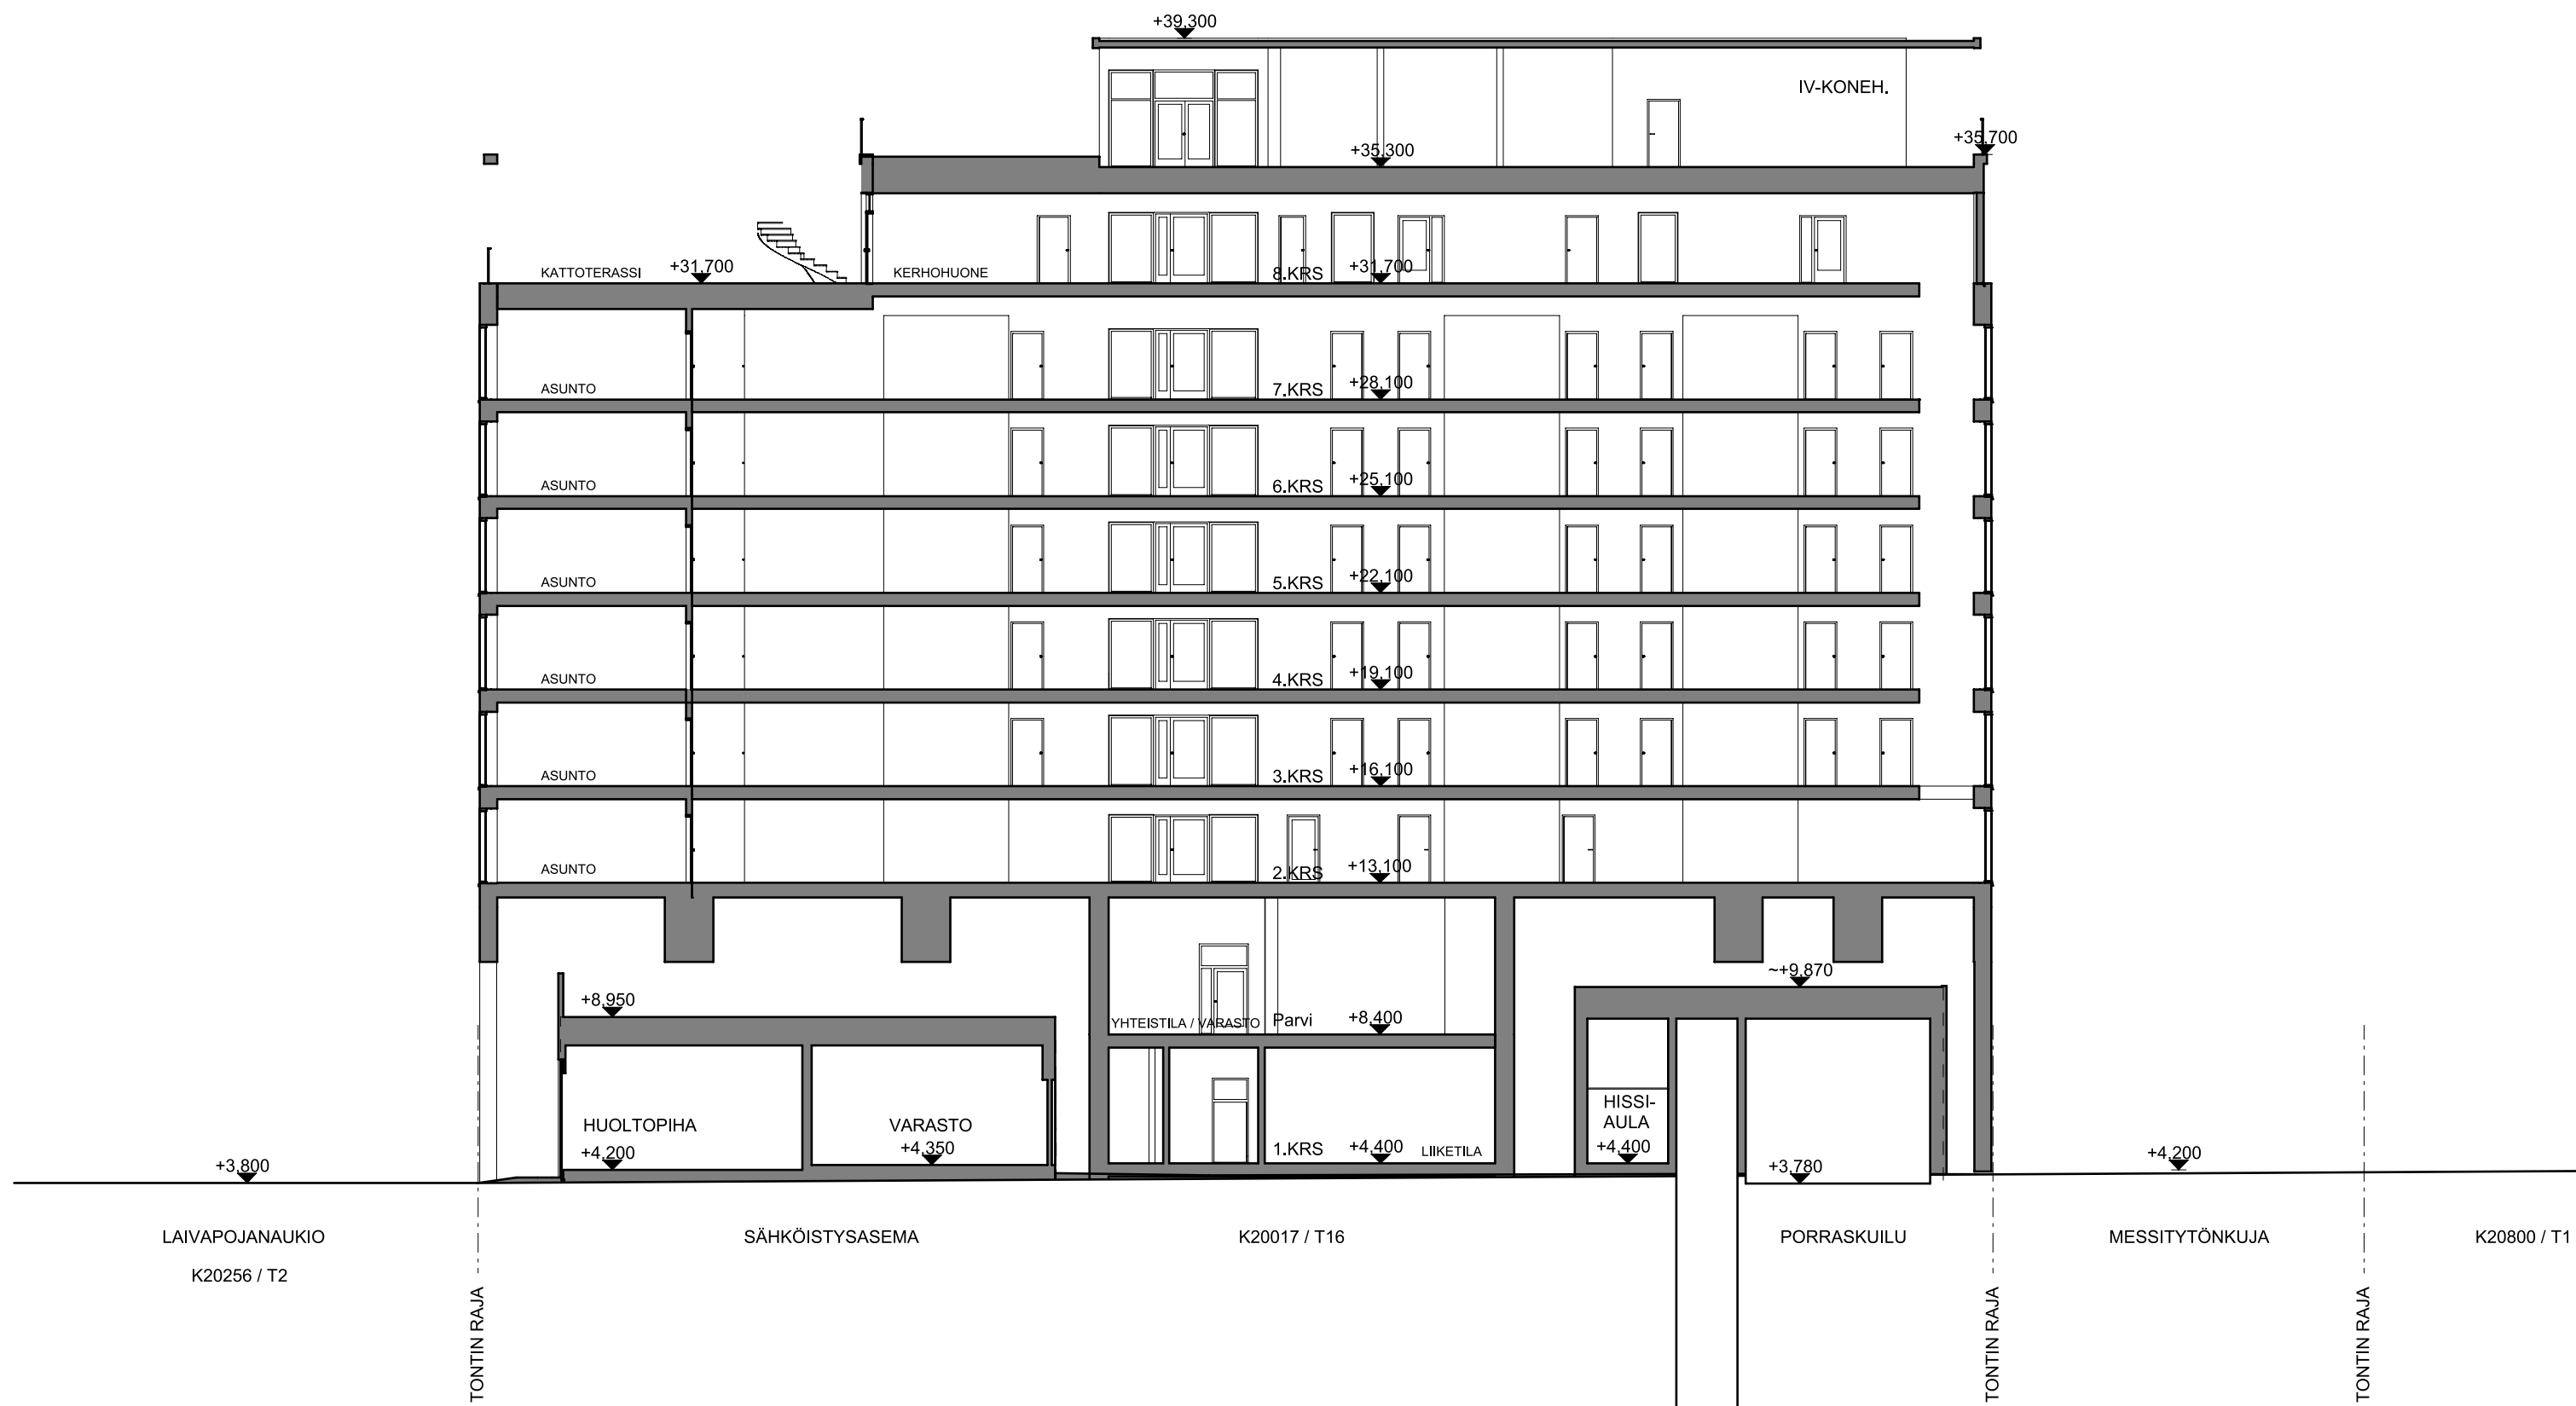 +39,300
IV-KONEH.
+35,700
+35,300
KATTOTERASSI
+31,700
KERHOHUONE
8.KRS
+31,700
ASUNTO
7.KRS
+28,100
ASUNTO
6.KRS
+25,100
ASUNTO
5.KRS
+22,100
ASUNTO
4.KRS
+19,100
ASUNTO
3.KRS
+16,100
ASUNTO
2.KRS
+13,100
~+9,870
+8,950
YHTEISTILA / VARASTO
Parvi
+8,400
HUOLTOPIHA
+4,200
VARASTO
+4,350
1.KRS
+4,400
LIIKETILA
HISSI-
AULA
+4,400
+3,800
+3,780
+4,200
LAIVAPOJANAUKIO
SÄHKÖISTYSASEMA
K20017 / T16
PORRASKUILU
MESSITYTÖNKUJA
K20800 / T1
K20256 / T2
TONTIN RAJA
TONTIN RAJA
TONTIN RAJA